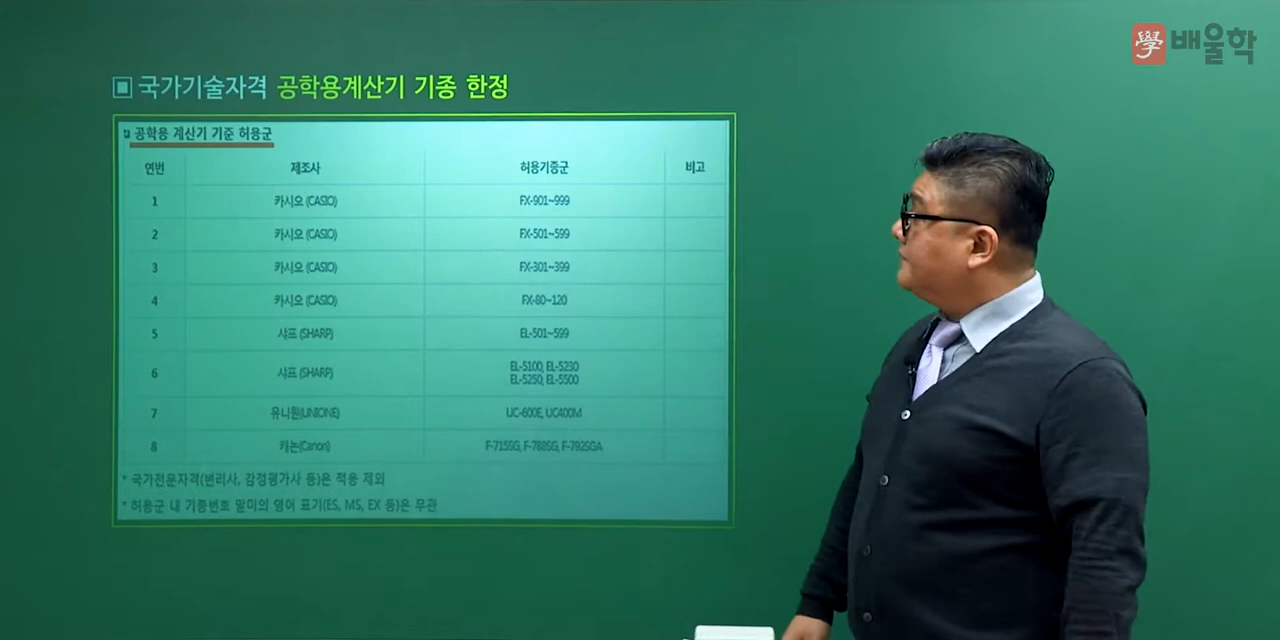 學 배울학
국가기술자격 공학용계산기 기종 한정
공학용 계산기 기준 허용군
연번 제조사 허용기종군 비고
1 카시오 (CASIO) FX-901~999
2 카시오 (CASIO) FX-501~599
3 카시오 (CASIO) FX-301~399
4 카시오 (CASIO) FX-80~120
5 샤프 (SHARP) EL-501~599
6 샤프 (SHARP) EL-5100, EL-5230
EL-5250, EL-5500
7 유니원(UNIONE) UC-600E, UC400M
8 캐논(Canon) F-715SG, F-788SG, F-792SGA
* 국가전문자격(변리사, 감정평가사 등)은 적용 제외
* 허용군 내 기종번호 말미의 영어 표기(ES, MS, EX 등)은 무관